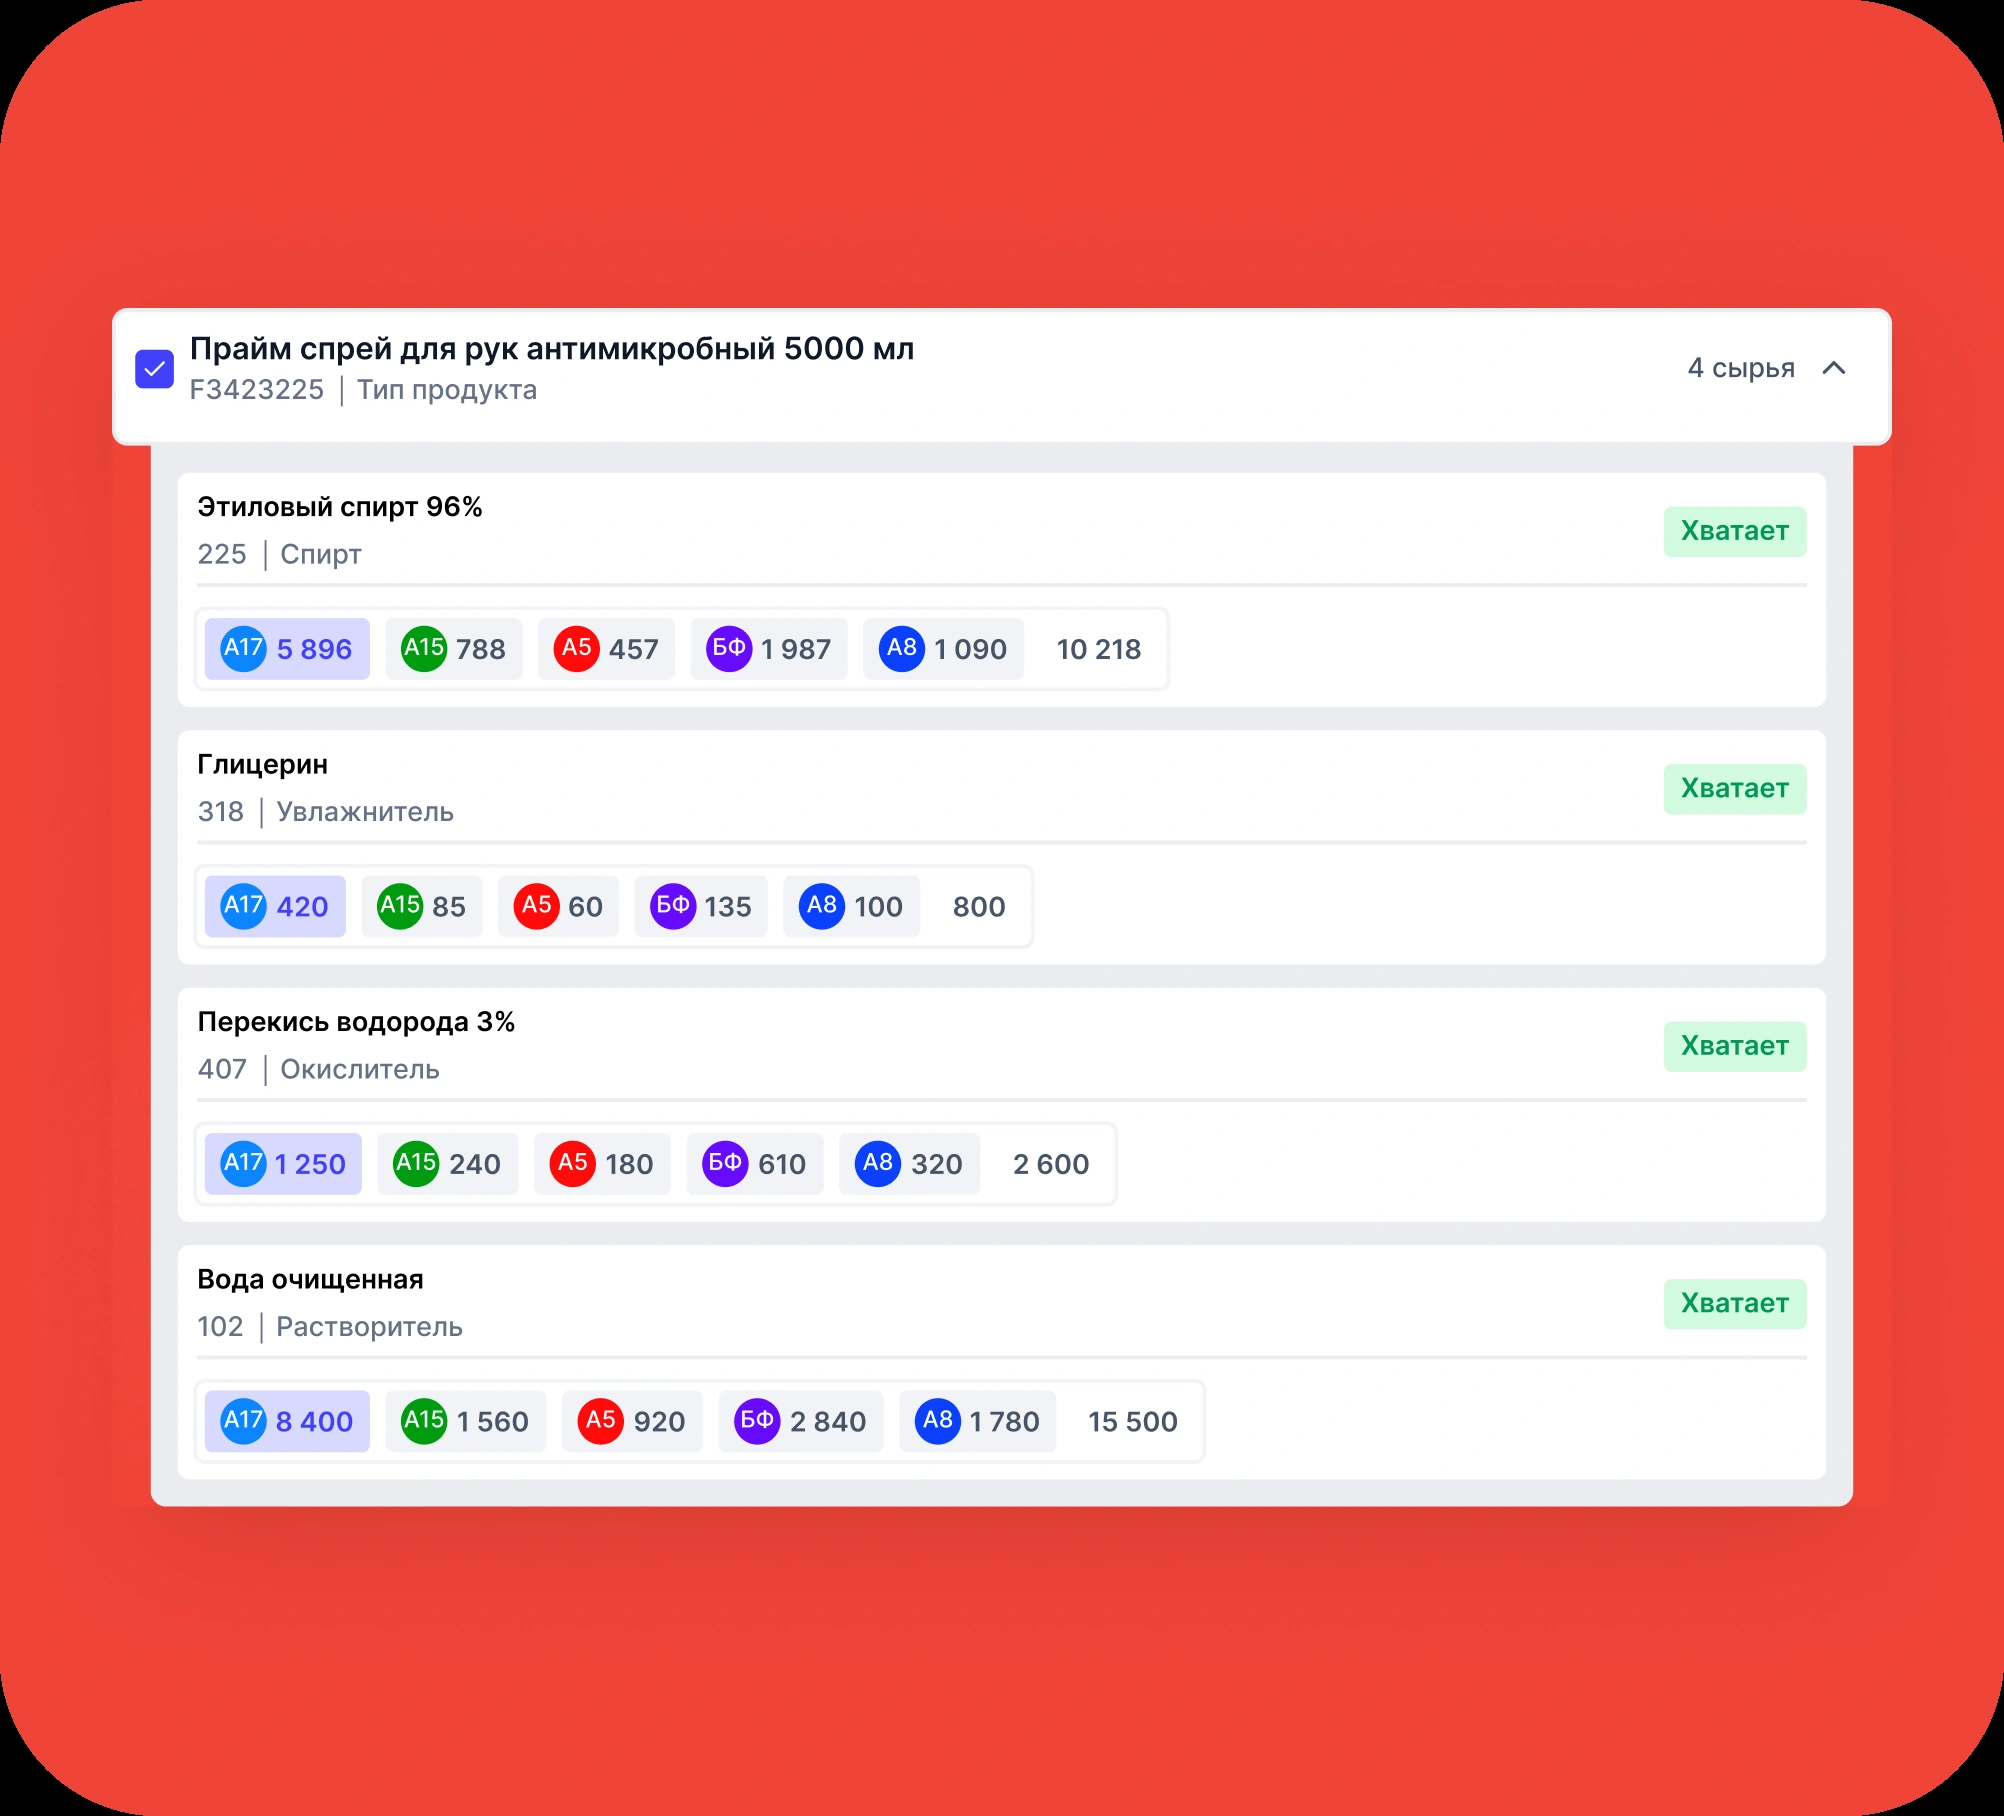 Прайм спрей для рук антимикробный 5000 мл
F3423225 | Тип продукта
4 сырья
Этиловый спирт 96%
225 | Спирт
Хватает
А17 5 896 А15 788 А5 457 БФ 1 987 А8 1 090 10 218
Глицерин
318 | Увлажнитель
Хватает
А17 420 А15 85 А5 60 БФ 135 А8 100 800
Перекись водорода 3%
407 | Окислитель
Хватает
А17 1 250 А15 240 А5 180 БФ 610 А8 320 2 600
Вода очищенная
102 | Растворитель
Хватает
А17 8 400 А15 1 560 А5 920 БФ 2 840 А8 1 780 15 500